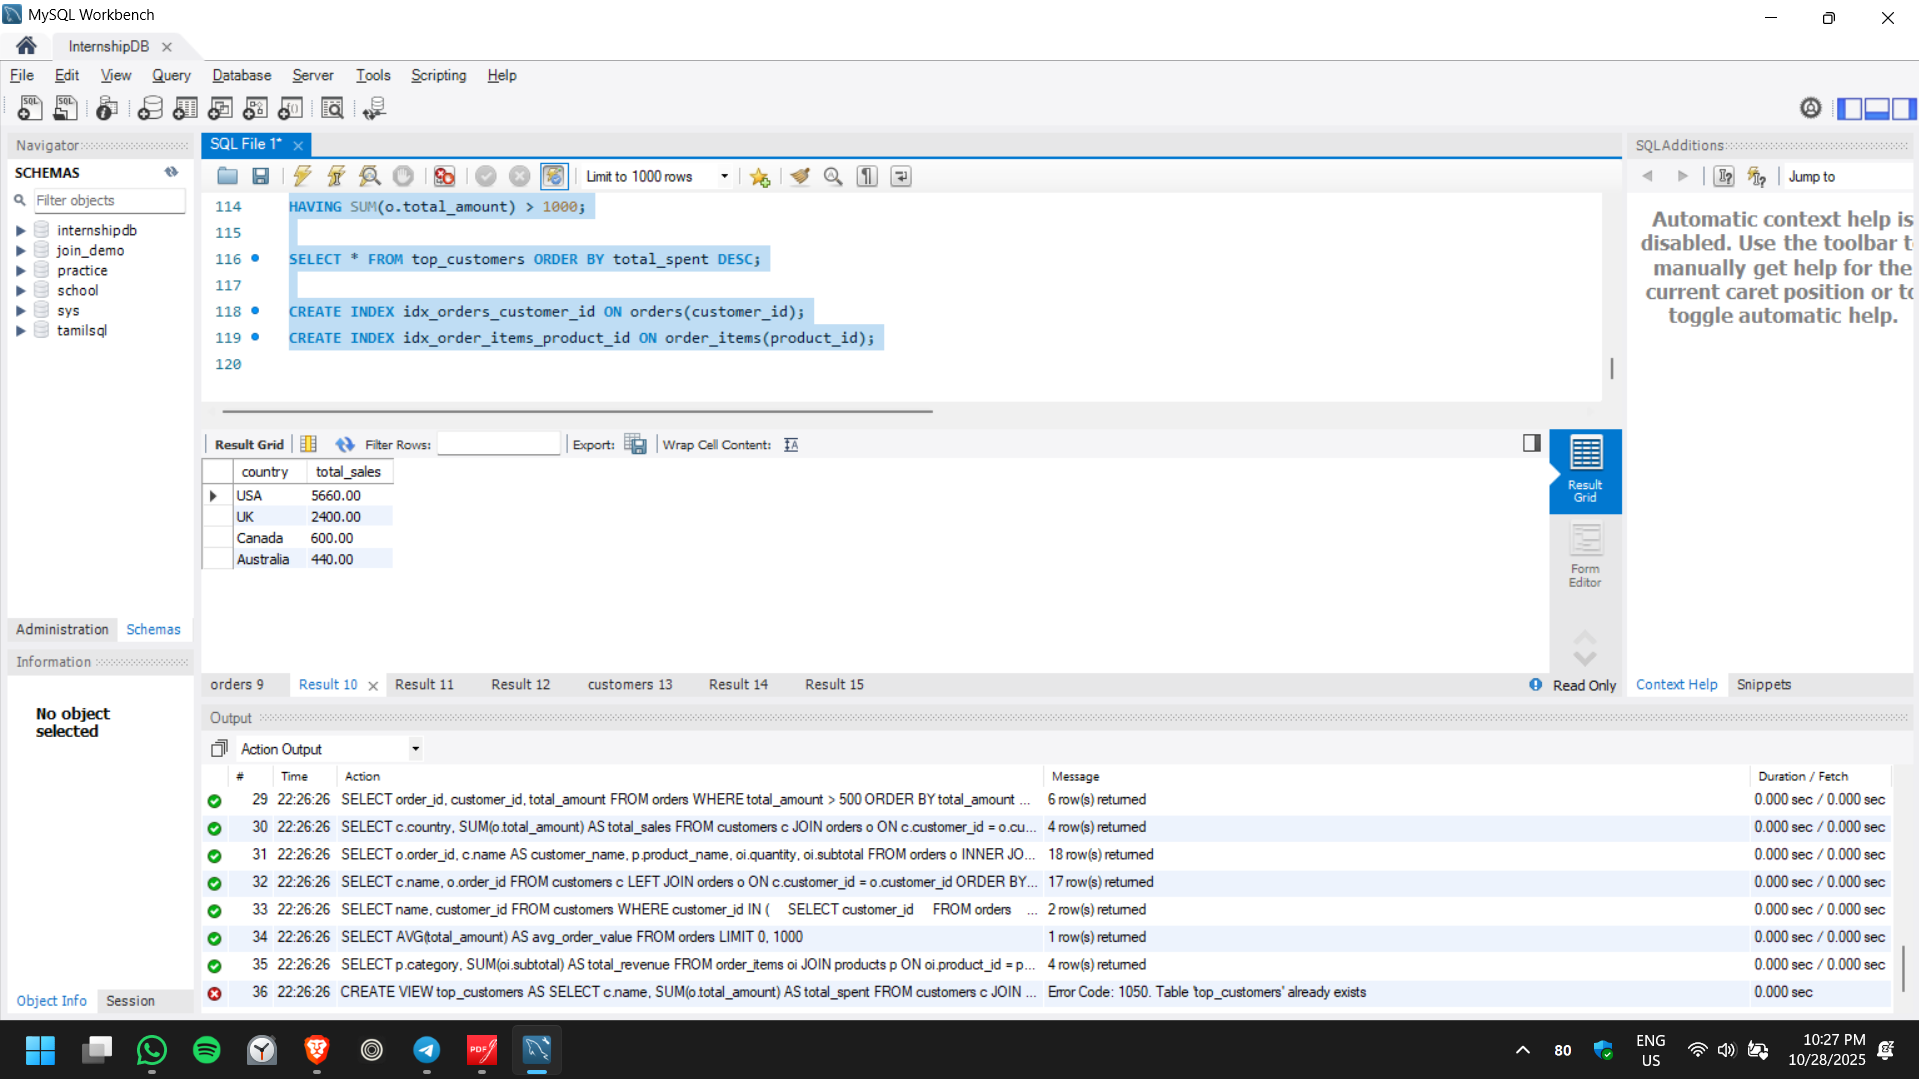 MySQL Workbench
InternshipDB
File Edit View Query Database Server Tools Scripting Help
Navigator
SCHEMAS
Filter objects
internshipdb
join_demo
practice
school
sys
tamilsql
Administration Schemas
Information
No object
selected
Object Info Session
SQL File 1*
Limit to 1000 rows
114 HAVING SUM(o.total_amount) > 1000;
115
116 SELECT * FROM top_customers ORDER BY total_spent DESC;
117
118 CREATE INDEX idx_orders_customer_id ON orders(customer_id);
119 CREATE INDEX idx_order_items_product_id ON order_items(product_id);
120
Result Grid Filter Rows: Export: Wrap Cell Content:
country total_sales
USA 5660.00
UK 2400.00
Canada 600.00
Australia 440.00
Result
Grid
Form
Editor
orders 9 Result 10 Result 11 Result 12 customers 13 Result 14 Result 15 Read Only
SQLAdditions
Jump to
Automatic context help is
disabled. Use the toolbar t
manually get help for the
current caret position or to
toggle automatic help.
Context Help Snippets
Output
Action Output
# Time Action Message Duration / Fetch
29 22:26:26 SELECT order_id, customer_id, total_amount FROM orders WHERE total_amount > 500 ORDER BY total_amount ... 6 row(s) returned 0.000 sec / 0.000 sec
30 22:26:26 SELECT c.country, SUM(o.total_amount) AS total_sales FROM customers c JOIN orders o ON c.customer_id = o.cu... 4 row(s) returned 0.000 sec / 0.000 sec
31 22:26:26 SELECT o.order_id, c.name AS customer_name, p.product_name, oi.quantity, oi.subtotal FROM orders o INNER JO... 18 row(s) returned 0.000 sec / 0.000 sec
32 22:26:26 SELECT c.name, o.order_id FROM customers c LEFT JOIN orders o ON c.customer_id = o.customer_id ORDER BY... 17 row(s) returned 0.000 sec / 0.000 sec
33 22:26:26 SELECT name, customer_id FROM customers WHERE customer_id IN ( SELECT customer_id FROM orders ... 2 row(s) returned 0.000 sec / 0.000 sec
34 22:26:26 SELECT AVG(total_amount) AS avg_order_value FROM orders LIMIT 0, 1000 1 row(s) returned 0.000 sec / 0.000 sec
35 22:26:26 SELECT p.category, SUM(oi.subtotal) AS total_revenue FROM order_items oi JOIN products p ON oi.product_id = p... 4 row(s) returned 0.000 sec / 0.000 sec
36 22:26:26 CREATE VIEW top_customers AS SELECT c.name, SUM(o.total_amount) AS total_spent FROM customers c JOIN ... Error Code: 1050. Table 'top_customers' already exists 0.000 sec
PDF
80
ENG
US
10:27 PM
10/28/2025